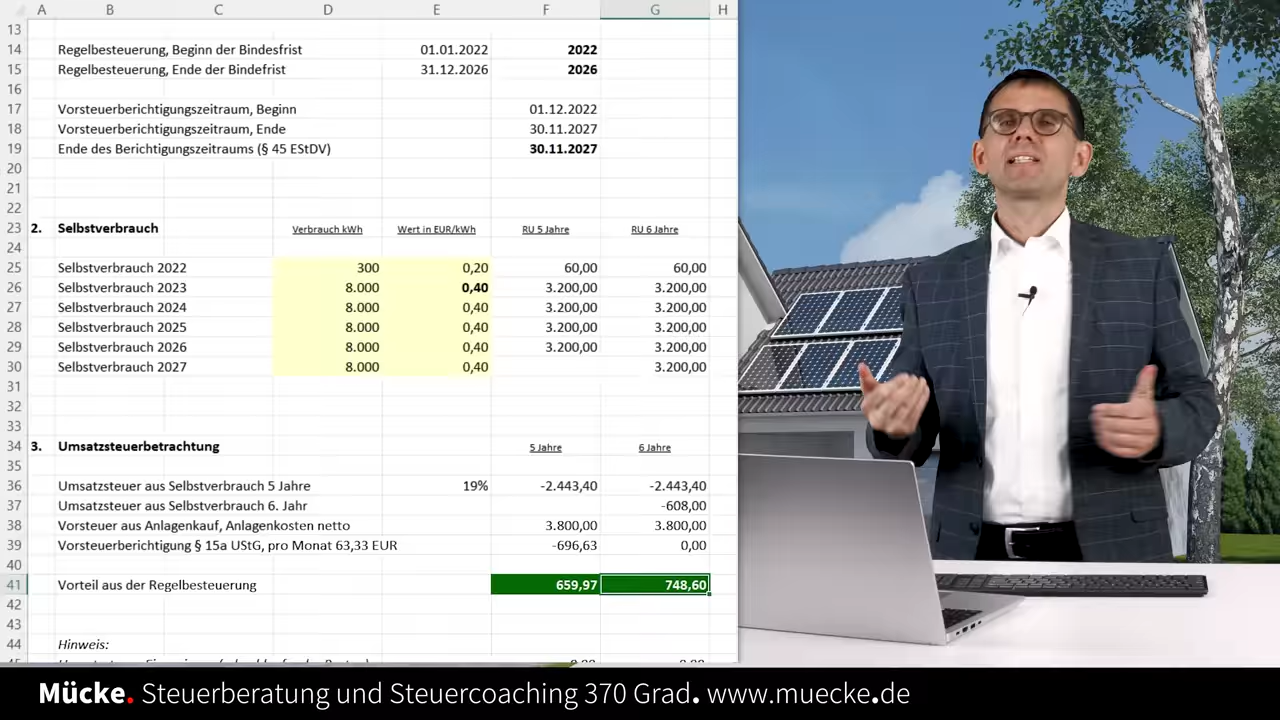 A B C D E F G H
13
14 Regelbesteuerung, Beginn der Bindesfrist 01.01.2022 2022
15 Regelbesteuerung, Ende der Bindefrist 31.12.2026 2026
16
17 Vorsteuerberichtigungszeitraum, Beginn 01.12.2022
18 Vorsteuerberichtigungszeitraum, Ende 30.11.2027
19 Ende des Berichtigungszeitraums (§ 45 EStDV) 30.11.2027
20
21
22
23 2. Selbstverbrauch Verbrauch kWh Wert in EUR/kWh RU 5 Jahre RU 6 Jahre
24
25 Selbstverbrauch 2022 300 0,20 60,00 60,00
26 Selbstverbrauch 2023 8.000 0,40 3.200,00 3.200,00
27 Selbstverbrauch 2024 8.000 0,40 3.200,00 3.200,00
28 Selbstverbrauch 2025 8.000 0,40 3.200,00 3.200,00
29 Selbstverbrauch 2026 8.000 0,40 3.200,00 3.200,00
30 Selbstverbrauch 2027 8.000 0,40 3.200,00
31
32
33
34 3. Umsatzsteuerbetrachtung 5 Jahre 6 Jahre
35
36 Umsatzsteuer aus Selbstverbrauch 5 Jahre 19% -2.443,40 -2.443,40
37 Umsatzsteuer aus Selbstverbrauch 6. Jahr -608,00
38 Vorsteuer aus Anlagenkauf, Anlagenkosten netto 3.800,00 3.800,00
39 Vorsteuerberichtigung § 15a UStG, pro Monat 63,33 EUR -696,63 0,00
40
41 Vorteil aus der Regelbesteuerung 659,97 748,60
42
43
44 Hinweis:
Mücke. Steuerberatung und Steuercoaching 370 Grad. www.muecke.de